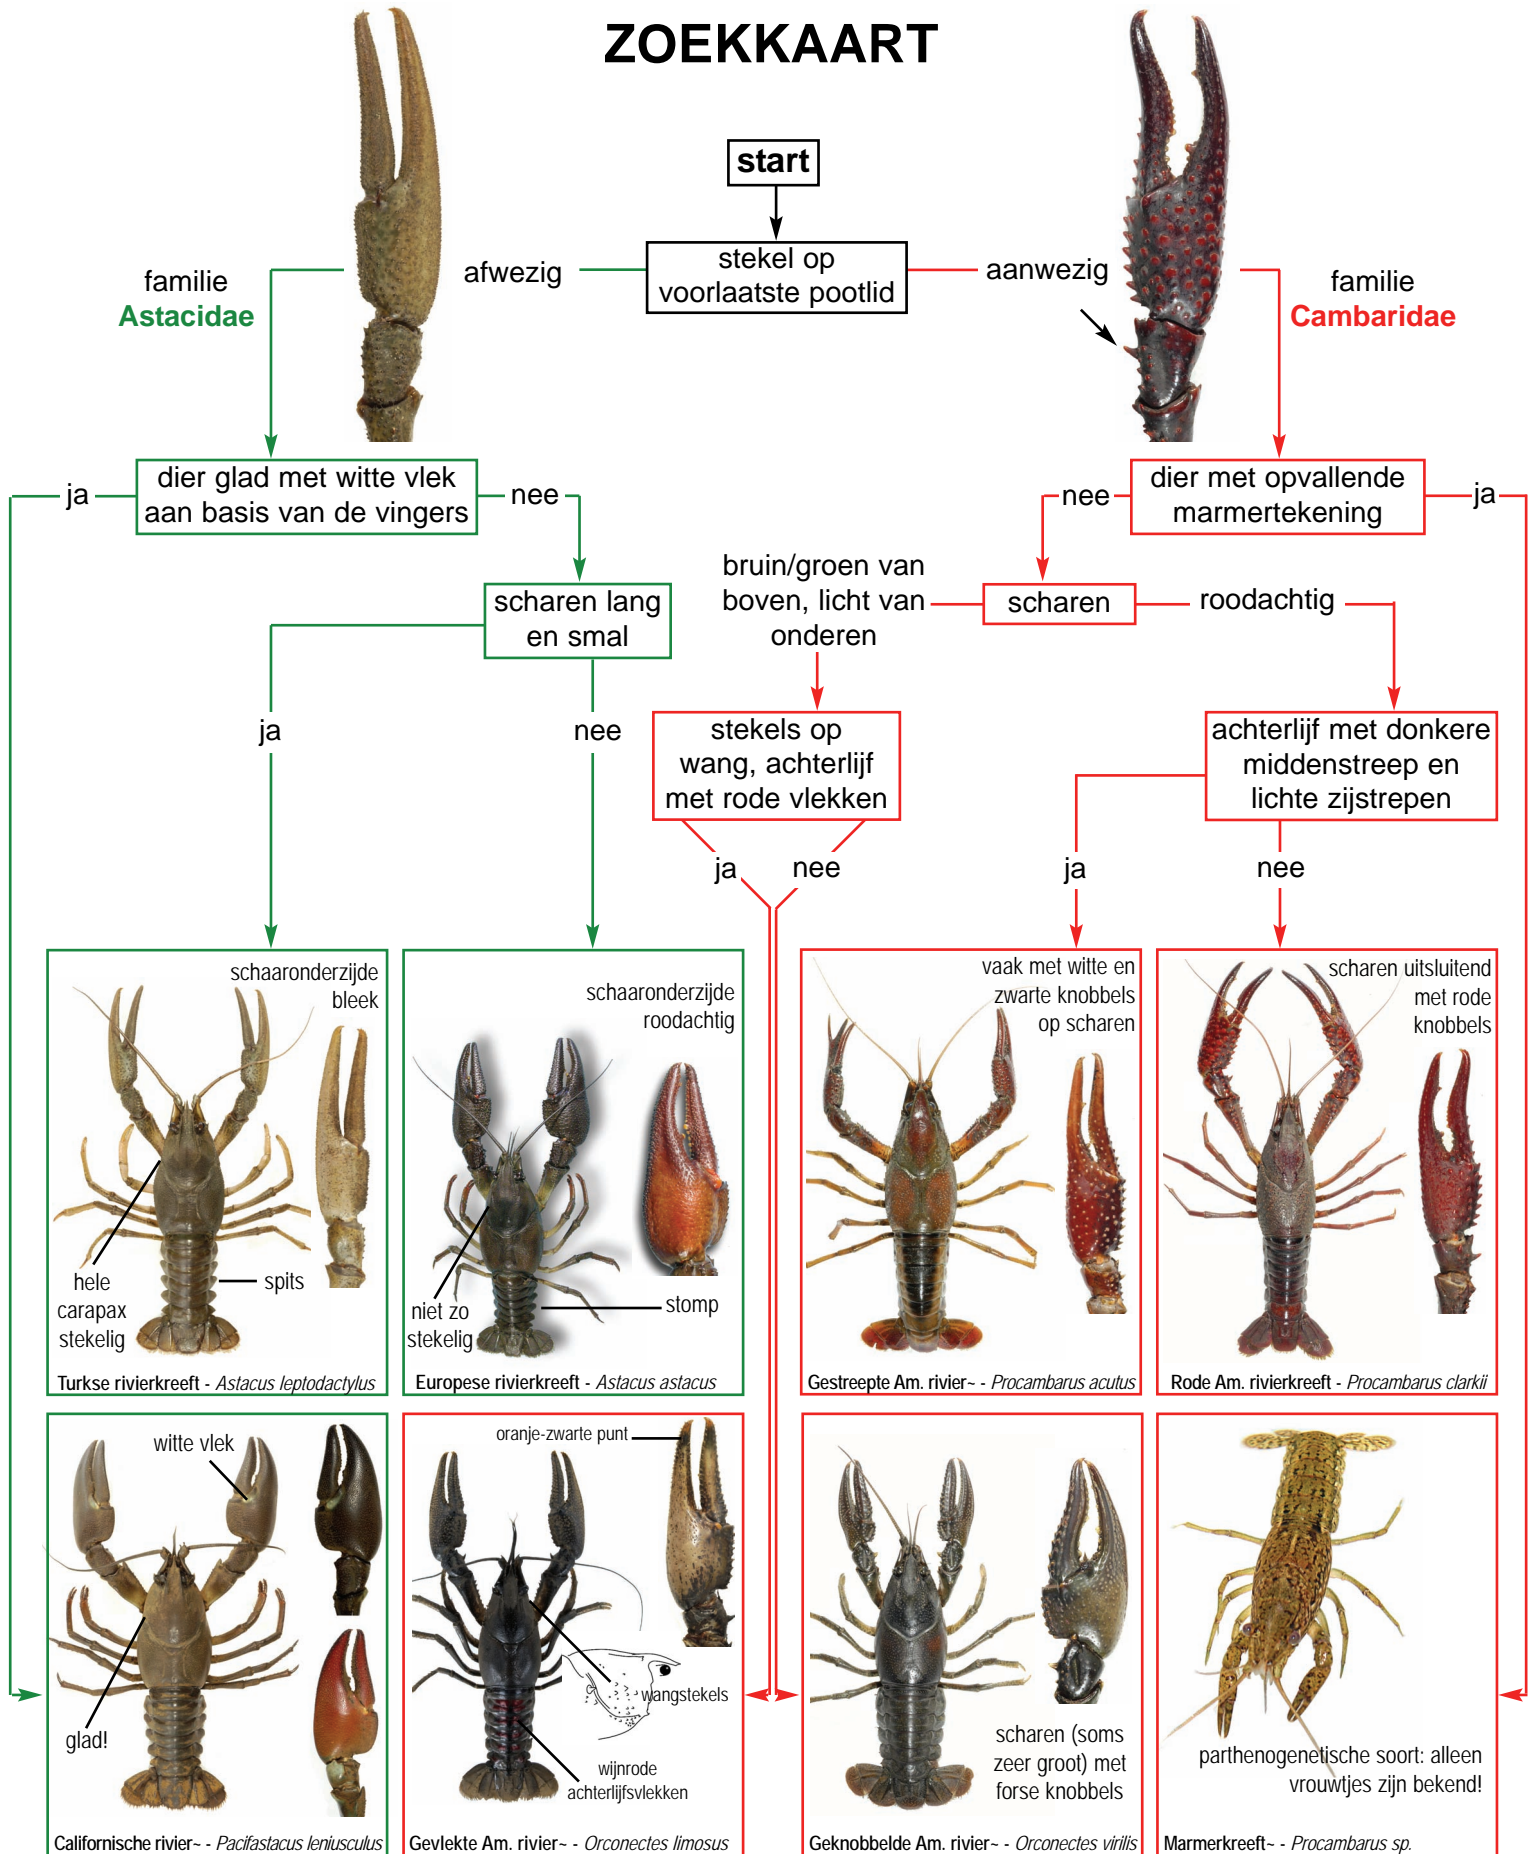 ZOEKKAART
start
stekel op
voorlaatste pootlid
afwezig
aanwezig
familie
Astacidae
familie
Cambaridae
dier glad met witte vlek
aan basis van de vingers
ja
nee
dier met opvallende
marmertekening
nee
ja
scharen lang
en smal
bruin/groen van
boven, licht van
onderen
scharen
roodachtig
ja
nee
stekels op
wang, achterlijf
met rode vlekken
achterlijf met donkere
middenstreep en
lichte zijstrepen
ja
nee
ja
nee
schaaronderzijde
bleek
hele
carapax
stekelig
spits
Turkse rivierkreeft - Astacus leptodactylus
schaaronderzijde
roodachtig
niet zo
stekelig
stomp
Europese rivierkreeft - Astacus astacus
vaak met witte en
zwarte knobbels
op scharen
Gestreepte Am. rivier~ - Procambarus acutus
scharen uitsluitend
met rode
knobbels
Rode Am. rivierkreeft - Procambarus clarkii
witte vlek
glad!
Californische rivier~ - Pacifastacus leniusculus
oranje-zwarte punt
wangstekels
wijnrode
achterlijfsvlekken
Gevlekte Am. rivier~ - Orconectes limosus
scharen (soms
zeer groot) met
forse knobbels
Geknobbelde Am. rivier~ - Orconectes virilis
parthenogenetische soort: alleen
vrouwtjes zijn bekend!
Marmerkreeft~ - Procambarus sp.